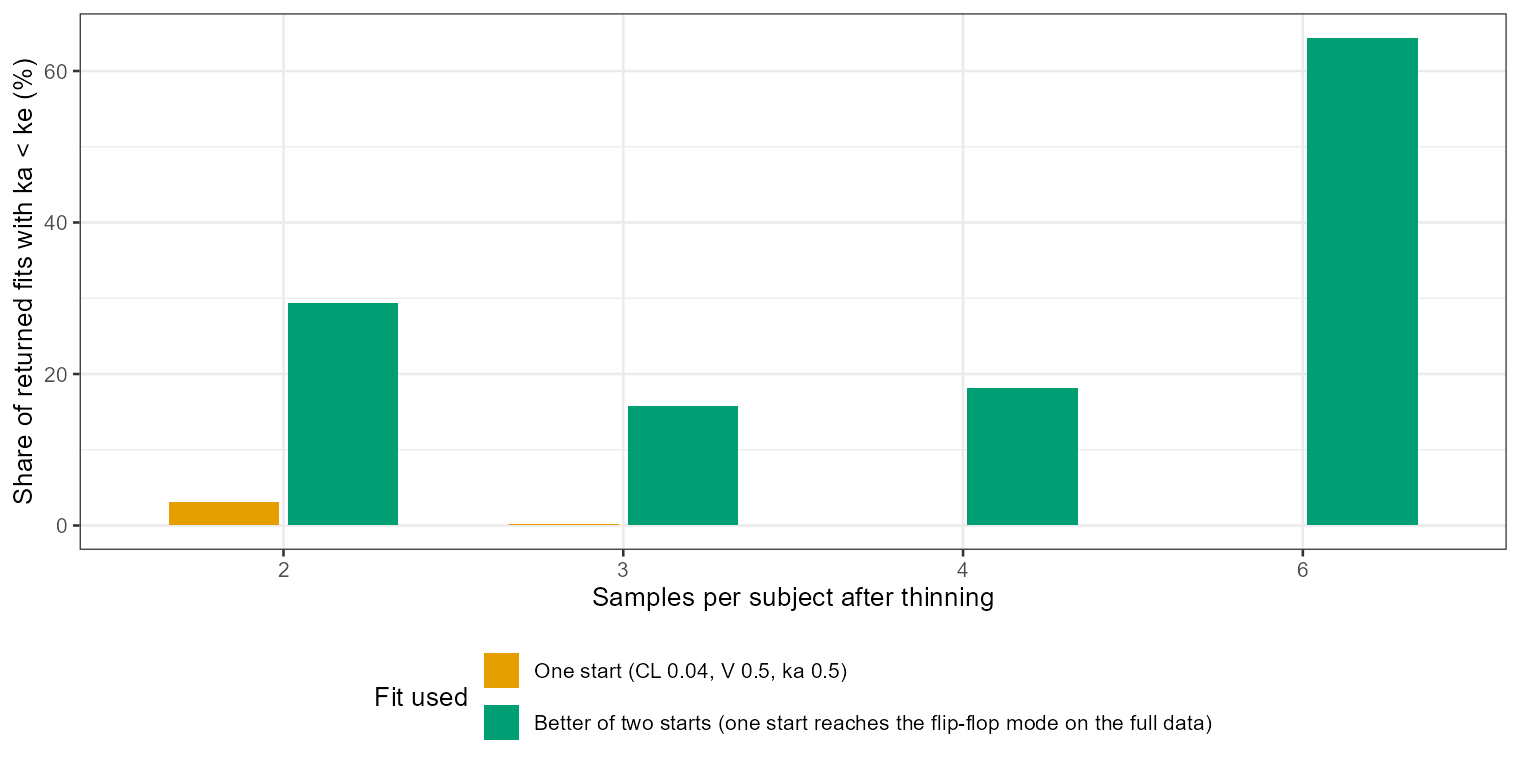 Share of returned fits with ka < ke (%)
60
40
20
0
2 3 4 6
Samples per subject after thinning
Fit used
One start (CL 0.04, V 0.5, ka 0.5)
Better of two starts (one start reaches the flip-flop mode on the full data)